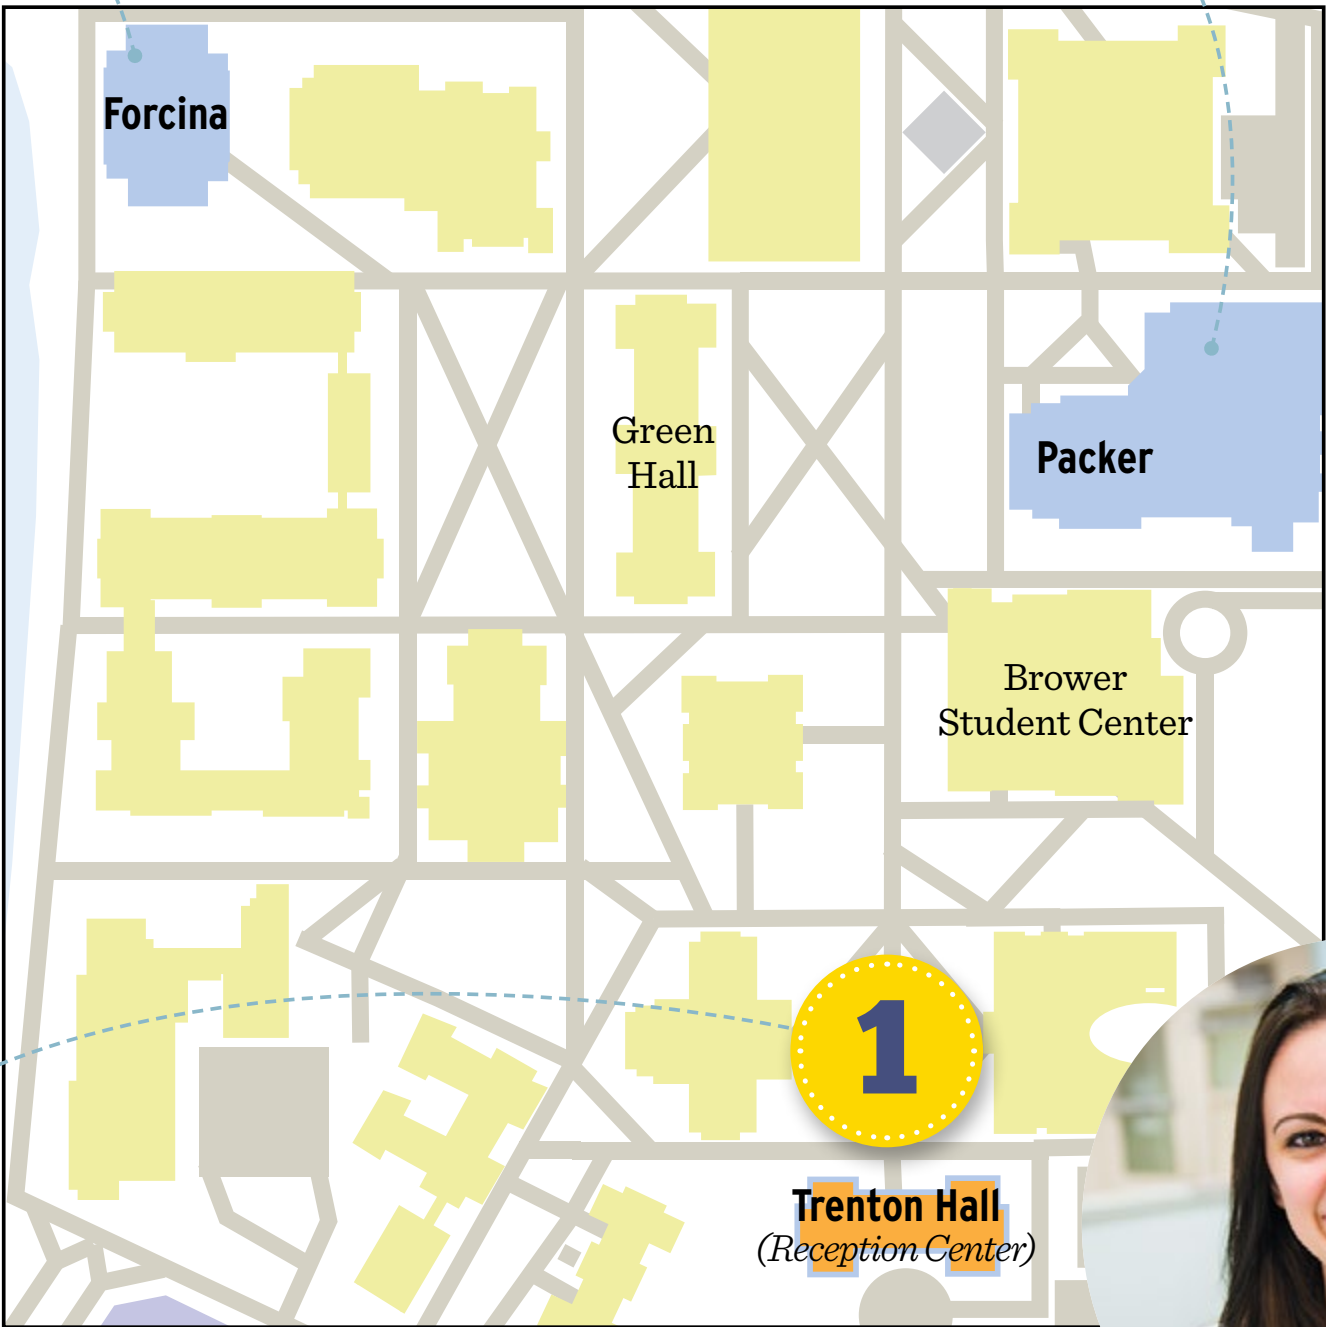 Forcina
Green
Hall
Packer
Brower
Student Center
1
Trenton Hall
(Reception Center)